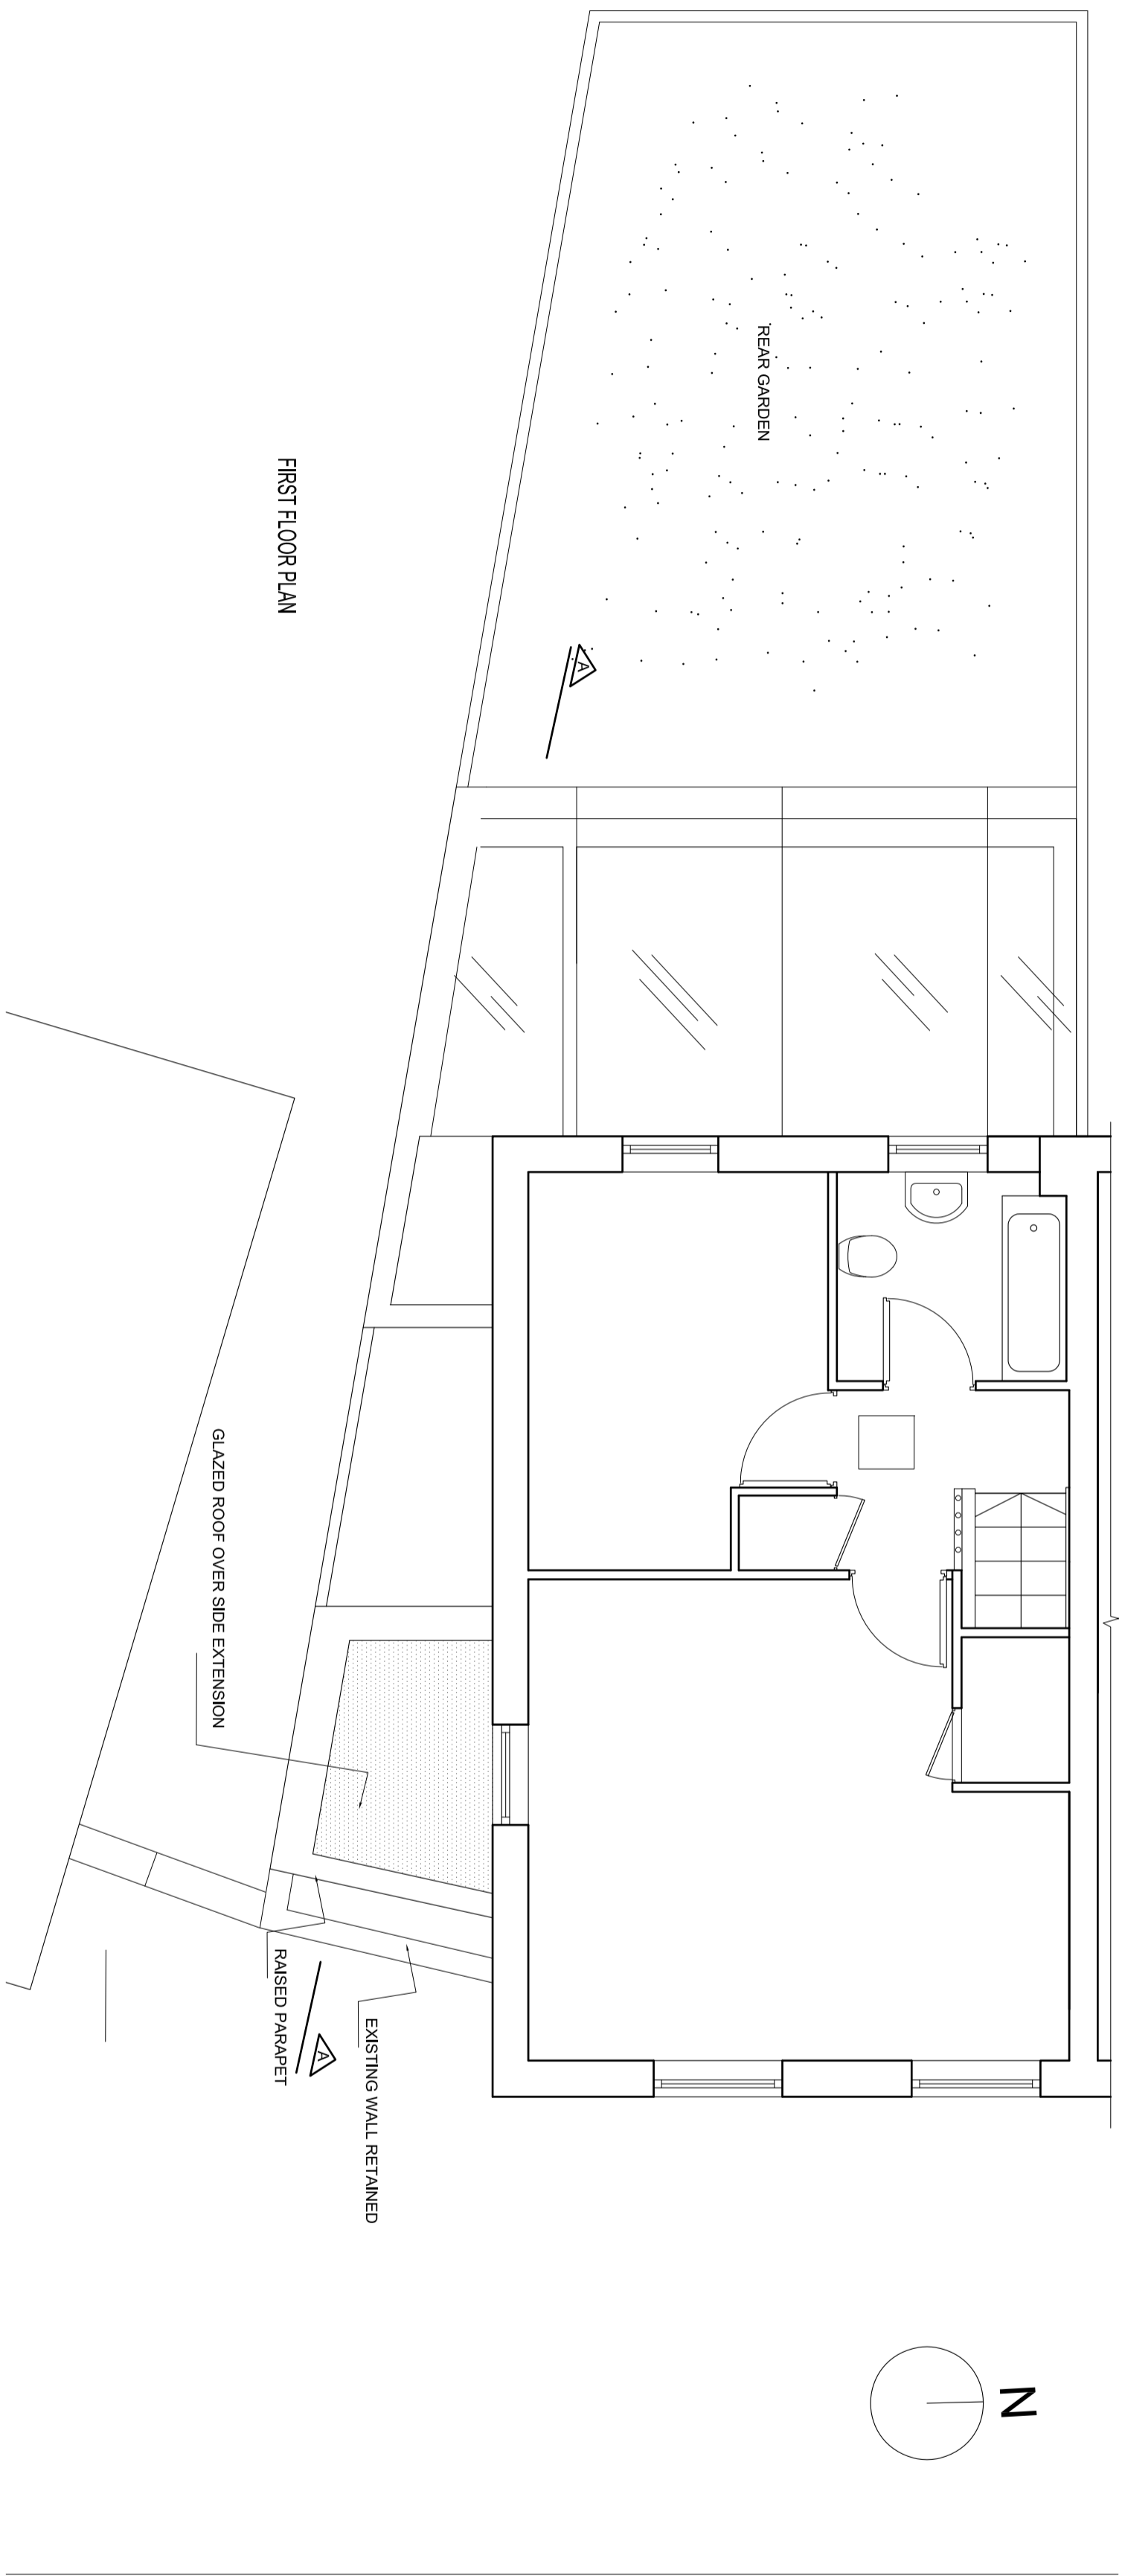 REAR GARDEN
FIRST FLOOR PLAN
A
GLAZED ROOF OVER SIDE EXTENSION
RAISED PARAPET
A
EXISTING WALL RETAINED
N